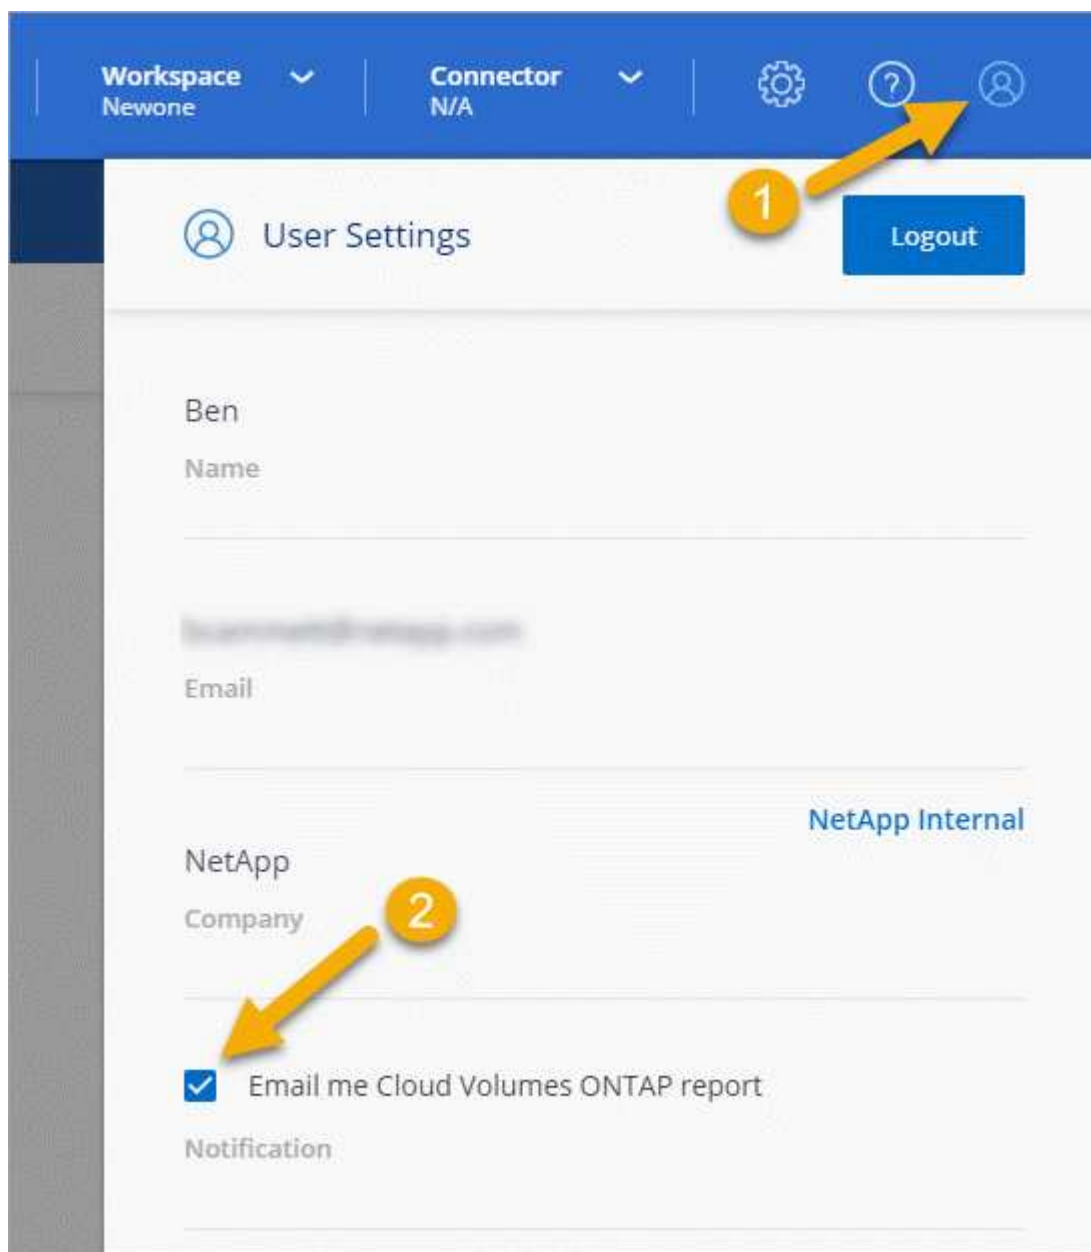 Workspace
Newone
Connector
N/A
1
User Settings
Logout
Ben
Name
Email
NetApp Internal
NetApp
Company
2
Email me Cloud Volumes ONTAP report
Notification